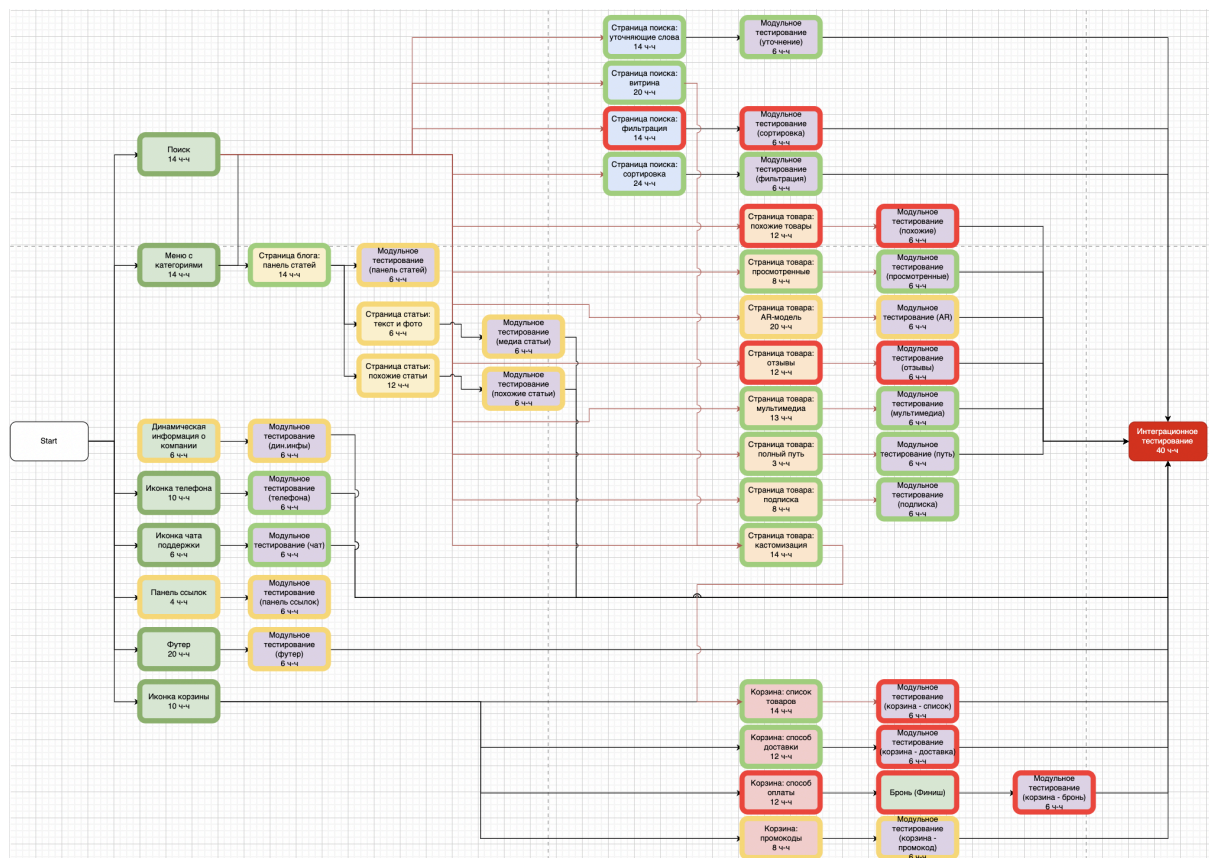 Страница поиска:
уточняющие слова
14 ч-ч
Модульное
тестирование
(уточнение)
6 ч-ч
Страница поиска:
витрина
20 ч-ч
Страница поиска:
фильтрация
14 ч-ч
Модульное
тестирование
(сортировка)
6 ч-ч
Поиск
14 ч-ч
Страница поиска:
сортировка
24 ч-ч
Модульное
тестирование
(фильтрация)
6 ч-ч
Страница товара:
похожие товары
12 ч-ч
Модульное
тестирование
(похожие)
6 ч-ч
Меню с
категориями
14 ч-ч
Страница блога:
панель статей
14 ч-ч
Модульное
тестирование
(панель статей)
6 ч-ч
Страница товара:
просмотренные
8 ч-ч
Модульное
тестирование
(просмотренные)
6 ч-ч
Страница статьи:
текст и фото
6 ч-ч
Модульное
тестирование
(медиа статьи)
6 ч-ч
Страница товара:
AR-модель
20 ч-ч
Модульное
тестирование (AR)
6 ч-ч
Страница статьи:
похожие статьи
12 ч-ч
Модульное
тестирование
(похожие статьи)
6 ч-ч
Страница товара:
отзывы
12 ч-ч
Модульное
тестирование
(отзывы)
6 ч-ч
Страница товара:
мультимедиа
13 ч-ч
Модульное
тестирование
(мультимедиа)
6 ч-ч
Start
Динамическая
информация о
компании
6 ч-ч
Модульное
тестирование
(дин.инфы)
6 ч-ч
Страница товара:
полный путь
3 ч-ч
Модульное
тестирование (путь)
6 ч-ч
Интеграционное
тестирование
40 ч-ч
Иконка телефона
10 ч-ч
Модульное
тестирование
(телефона)
6 ч-ч
Страница товара:
подписка
8 ч-ч
Модульное
тестирование
(подписка)
6 ч-ч
Иконка чата
поддержки
6 ч-ч
Модульное
тестирование (чат)
6 ч-ч
Страница товара:
кастомизация
14 ч-ч
Панель ссылок
4 ч-ч
Модульное
тестирование
(панель ссылок)
6 ч-ч
Футер
20 ч-ч
Модульное
тестирование
(футер)
6 ч-ч
Иконка корзины
10 ч-ч
Корзина: список
товаров
14 ч-ч
Модульное
тестирование
(корзина - список)
6 ч-ч
Корзина: способ
доставки
12 ч-ч
Модульное
тестирование
(корзина - доставка)
6 ч-ч
Корзина: способ
оплаты
12 ч-ч
Бронь (Финиш)
Модульное
тестирование
(корзина - бронь)
6 ч-ч
Корзина:
промокоды
8 ч-ч
Модульное
тестирование
(корзина -
промокод)
6 ч-ч